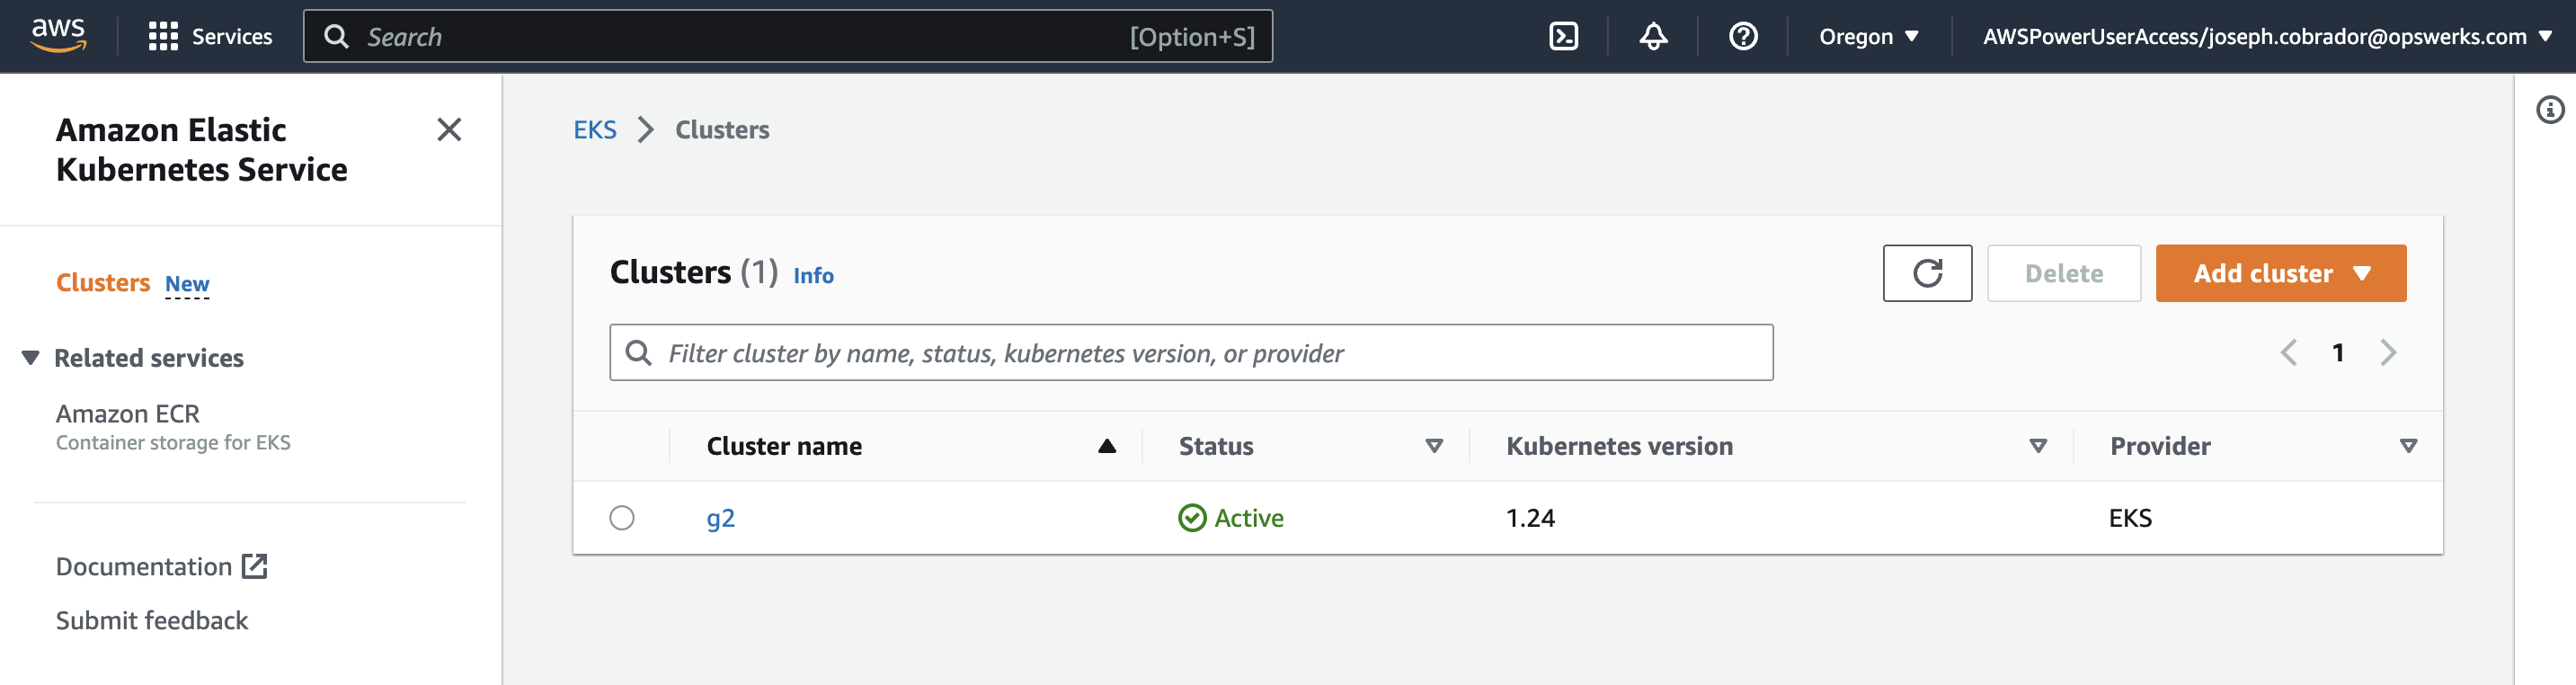 aws
Services
Search [Option+S]
Oregon
AWSPowerUserAccess/joseph.cobrador@opswerks.com
Amazon Elastic
Kubernetes Service
Clusters New
Related services
Amazon ECR
Container storage for EKS
Documentation
Submit feedback
EKS Clusters
Clusters (1) Info
Delete
Add cluster
Filter cluster by name, status, kubernetes version, or provider
1
Cluster name Status Kubernetes version Provider
g2 Active 1.24 EKS